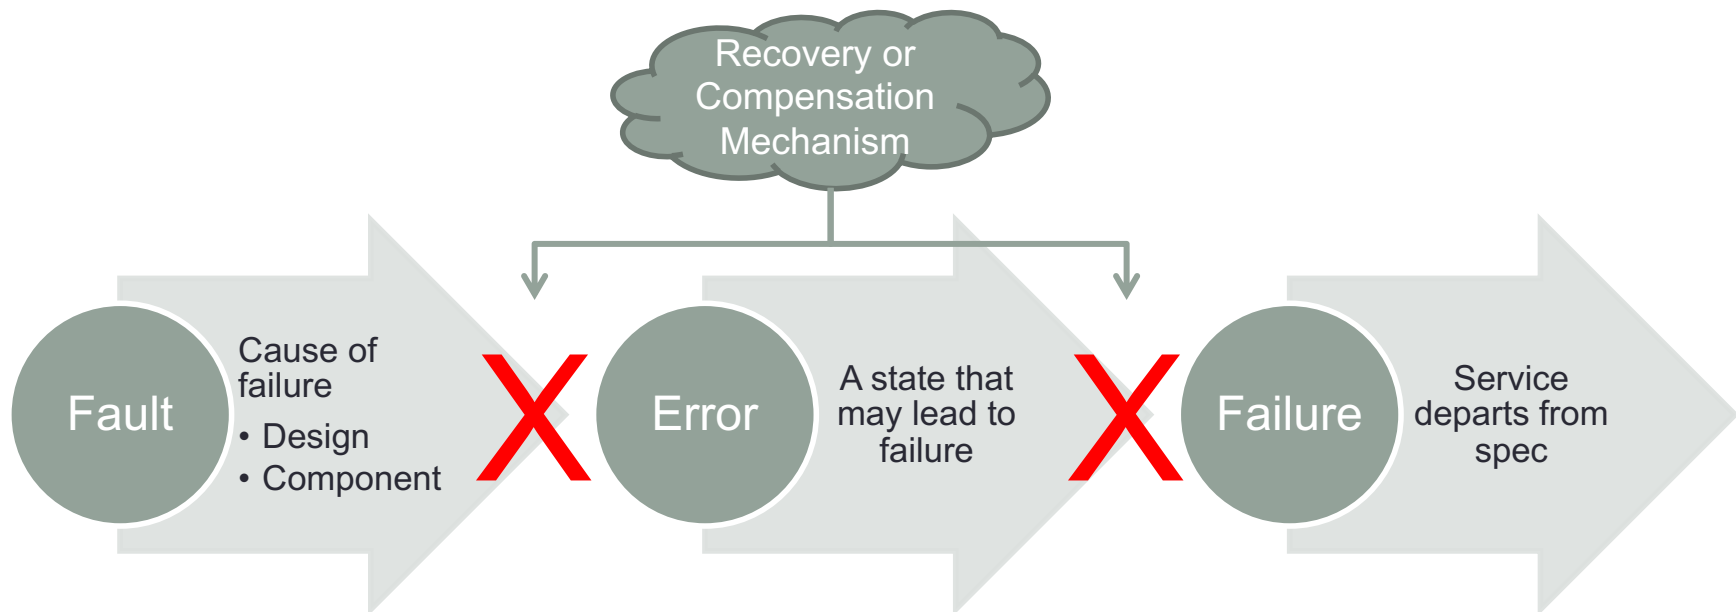 Recovery or
Compensation
Mechanism
Fault
Cause of
failure
• Design
• Component
X
Error
A state that
may lead to
failure
X
Failure
Service
departs from
spec